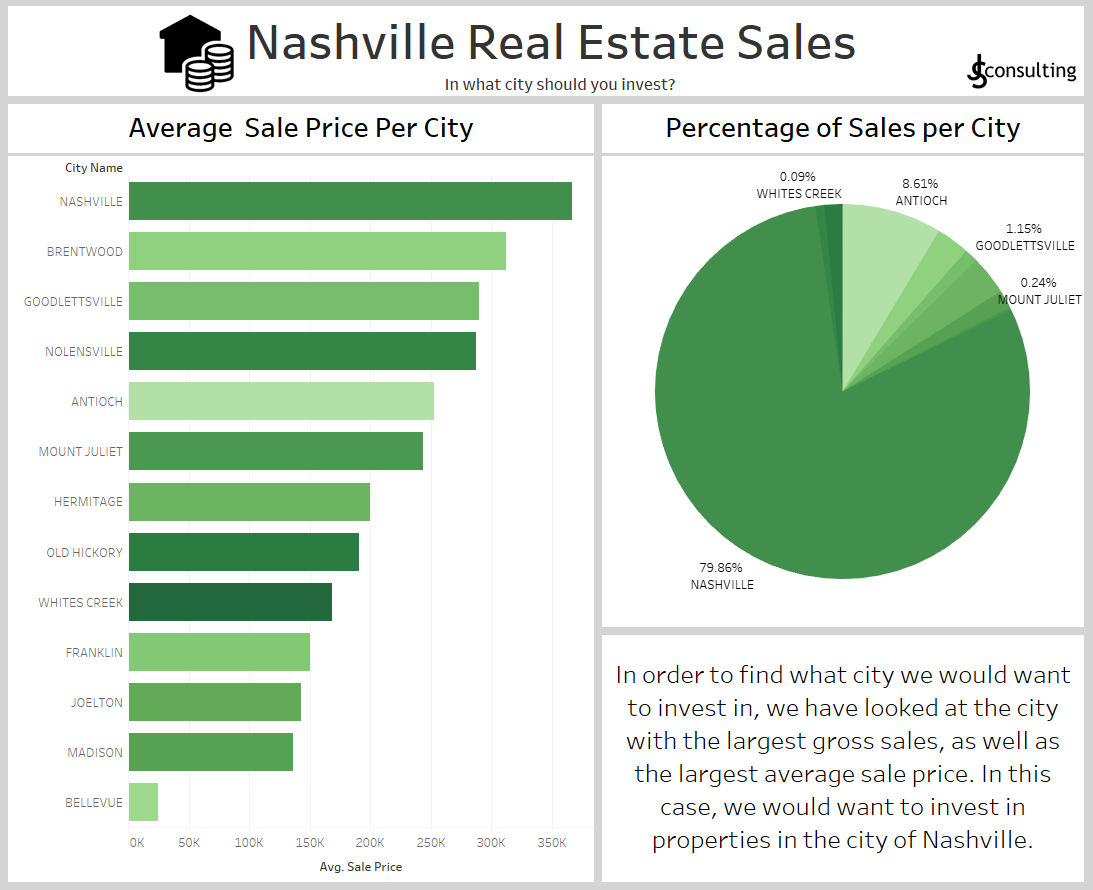 Nashville Real Estate Sales
In what city should you invest?
JSconsulting
Average Sale Price Per City
City Name
NASHVILLE
BRENTWOOD
GOODLETTSVILLE
NOLENSVILLE
ANTIOCH
MOUNT JULIET
HERMITAGE
OLD HICKORY
WHITES CREEK
FRANKLIN
JOELTON
MADISON
BELLEVUE
0K 50K 100K 150K 200K 250K 300K 350K
Avg. Sale Price
Percentage of Sales per City
0.09%
WHITES CREEK
8.61%
ANTIOCH
1.15%
GOODLETTSVILLE
0.24%
MOUNT JULIET
79.86%
NASHVILLE
In order to find what city we would want
to invest in, we have looked at the city
with the largest gross sales, as well as
the largest average sale price. In this
case, we would want to invest in
properties in the city of Nashville.